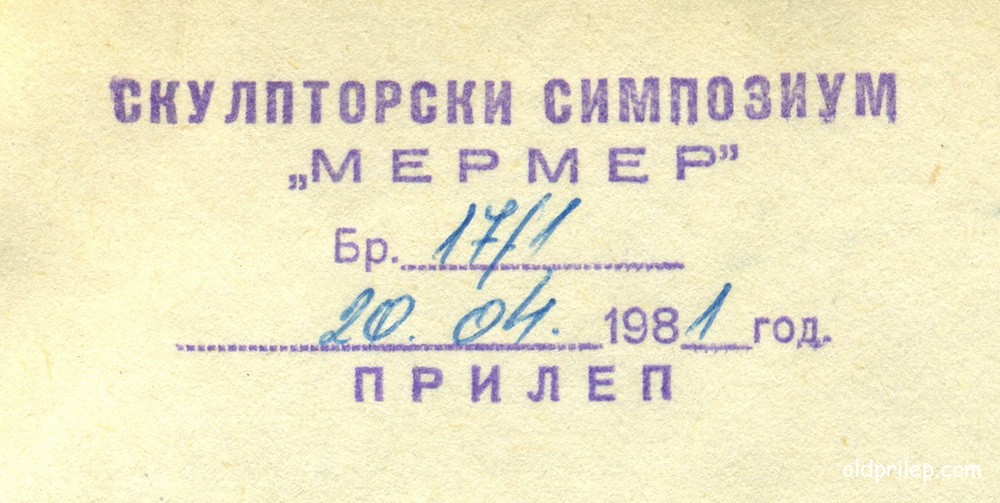 СКУЛПТОРСКИ СИМПОЗИУМ
„МЕРМЕР”
Бр. 17/1
20. 04. 1981 год.
ПРИЛЕП
oldprilep.com